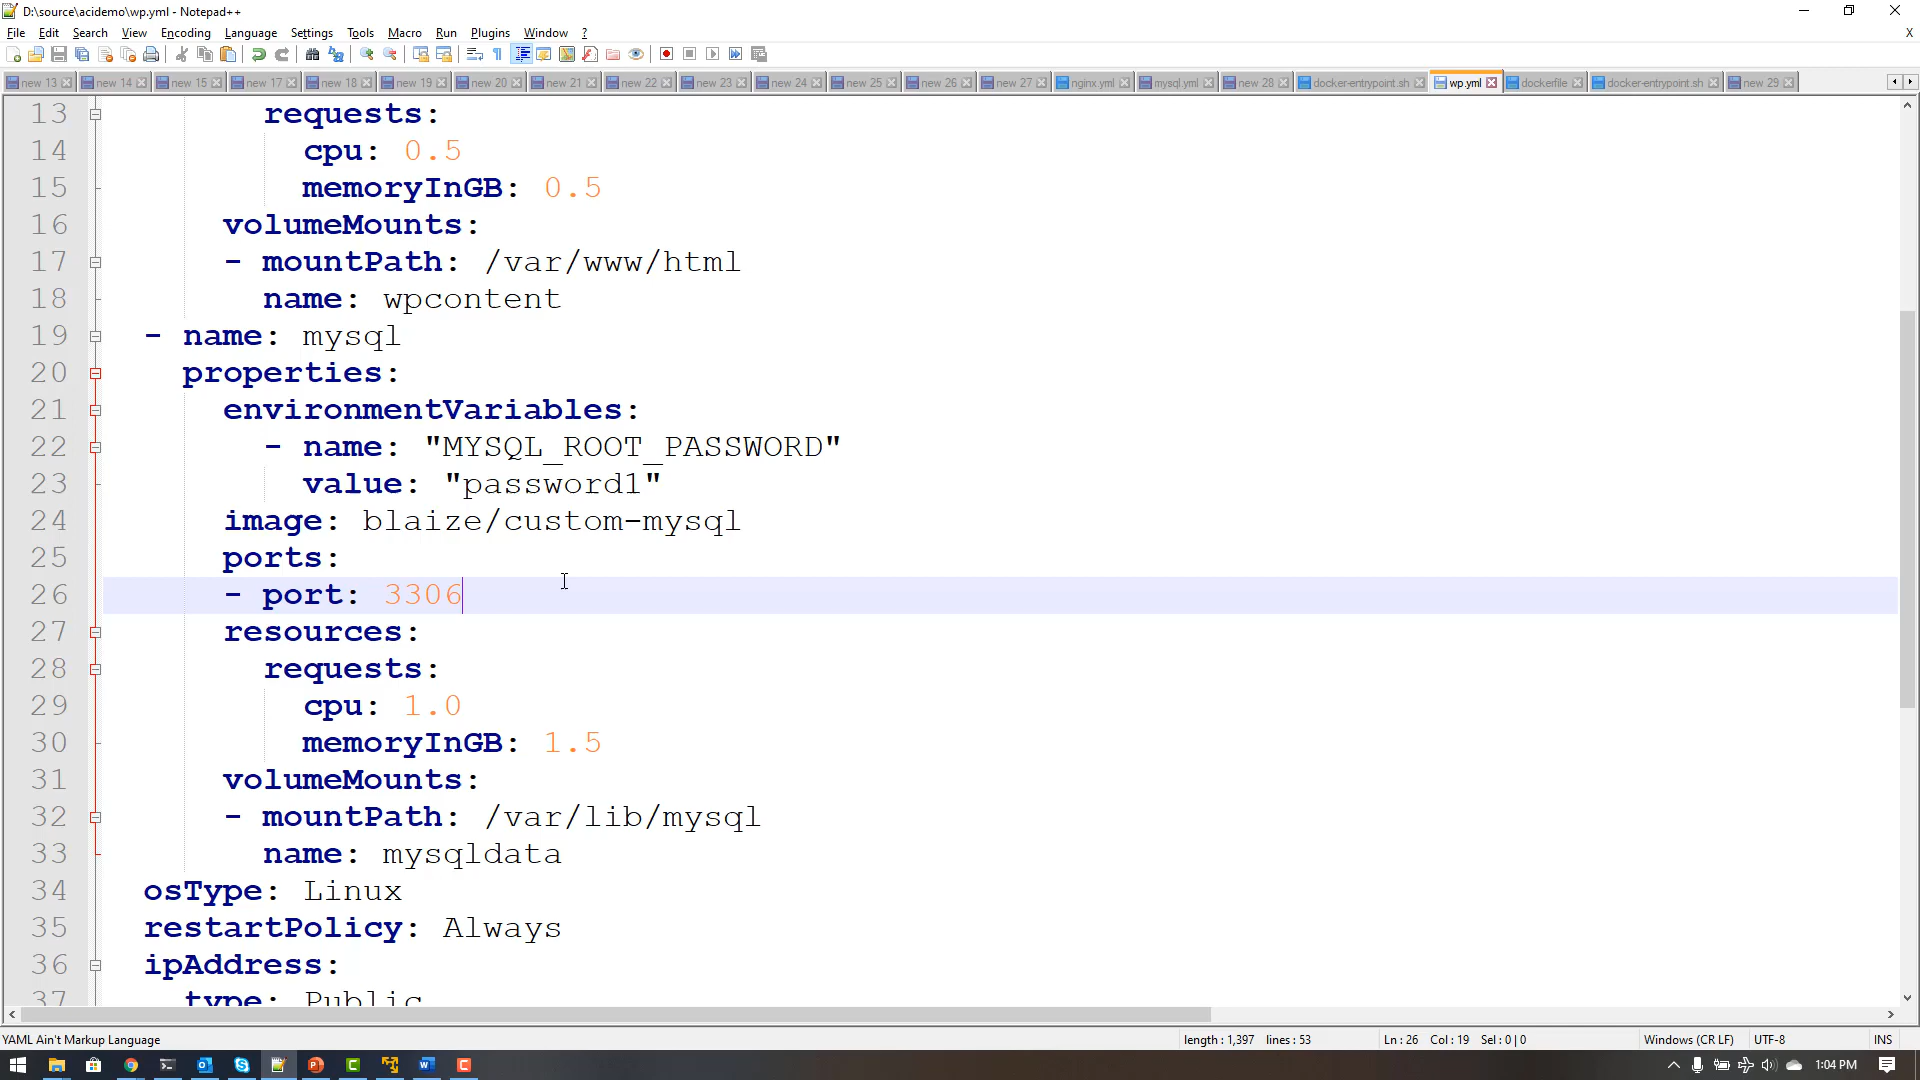 D:\source\acidemo\wp.yml - Notepad++
File Edit Search View Encoding Language Settings Tools Macro Run Plugins Window ? X
new 13 new 14 new 15 new 17 new 18 new 19 new 20 new 21 new 22 new 23 new 24 new 25 new 26 new 27 nginx.yml mysql.yml new 28 docker-entrypoint.sh wp.yml dockerfile docker-entrypoint.sh new 29
13 requests:
14 cpu: 0.5
15 memoryInGB: 0.5
16 volumeMounts:
17 - mountPath: /var/www/html
18 name: wpcontent
19 - name: mysql
20 properties:
21 environmentVariables:
22 - name: "MYSQL_ROOT_PASSWORD"
23 value: "password1"
24 image: blaize/custom-mysql
25 ports:
26 - port: 3306
27 resources:
28 requests:
29 cpu: 1.0
30 memoryInGB: 1.5
31 volumeMounts:
32 - mountPath: /var/lib/mysql
33 name: mysqldata
34 osType: Linux
35 restartPolicy: Always
36 ipAddress:
37 type: Public
YAML Ain't Markup Language length : 1,397 lines : 53 Ln : 26 Col : 19 Sel : 0 | 0 Windows (CR LF) UTF-8 INS
1:04 PM